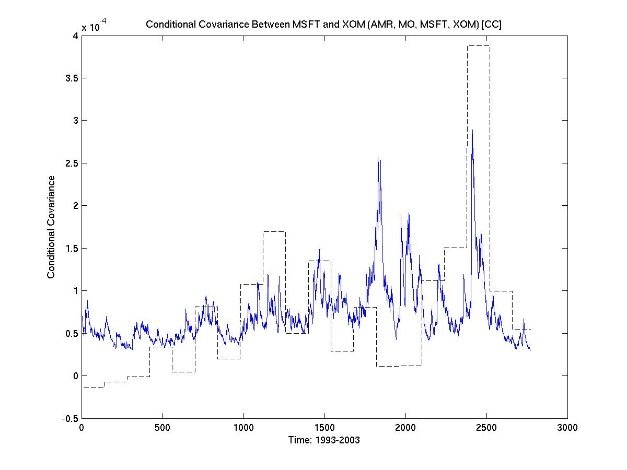 Conditional Covariance Between MSFT and XOM (AMR, MO, MSFT, XOM) [CC]
x 10^-4
4
3.5
3
2.5
2
1.5
1
0.5
0
-0.5
Conditional Covariance
0 500 1000 1500 2000 2500 3000
Time: 1993-2003